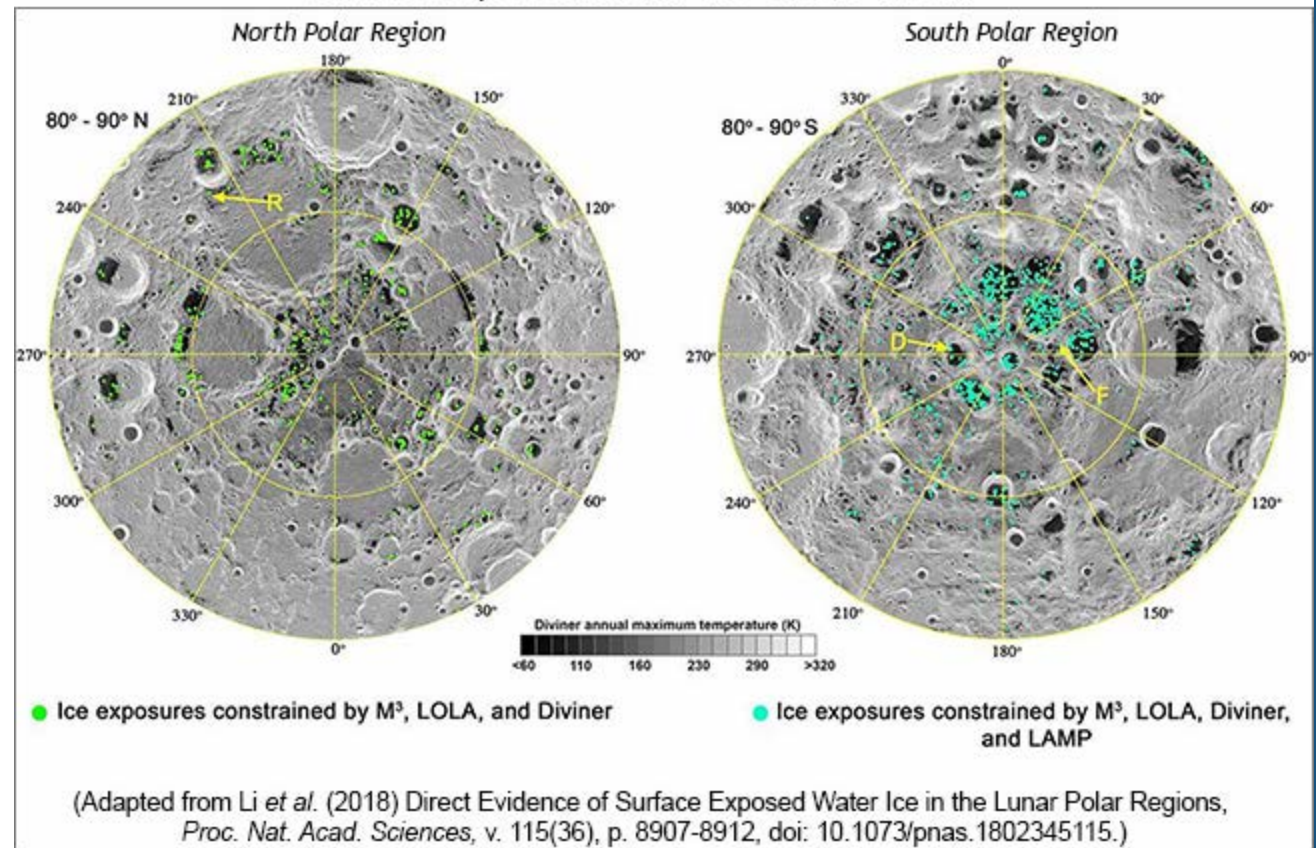 North Polar Region
South Polar Region
180°
210°
150°
80° - 90° N
240°
120°
R
270°
90°
300°
60°
330°
30°
0°
0°
330°
30°
80° - 90° S
300°
60°
D
270°
90°
F
240°
120°
210°
150°
180°
Diviner annual maximum temperature (K)
<60 110 160 230 290 >320
Ice exposures constrained by M³, LOLA, and Diviner
Ice exposures constrained by M³, LOLA, Diviner,
and LAMP
(Adapted from Li et al. (2018) Direct Evidence of Surface Exposed Water Ice in the Lunar Polar Regions,
Proc. Nat. Acad. Sciences, v. 115(36), p. 8907-8912, doi: 10.1073/pnas.1802345115.)